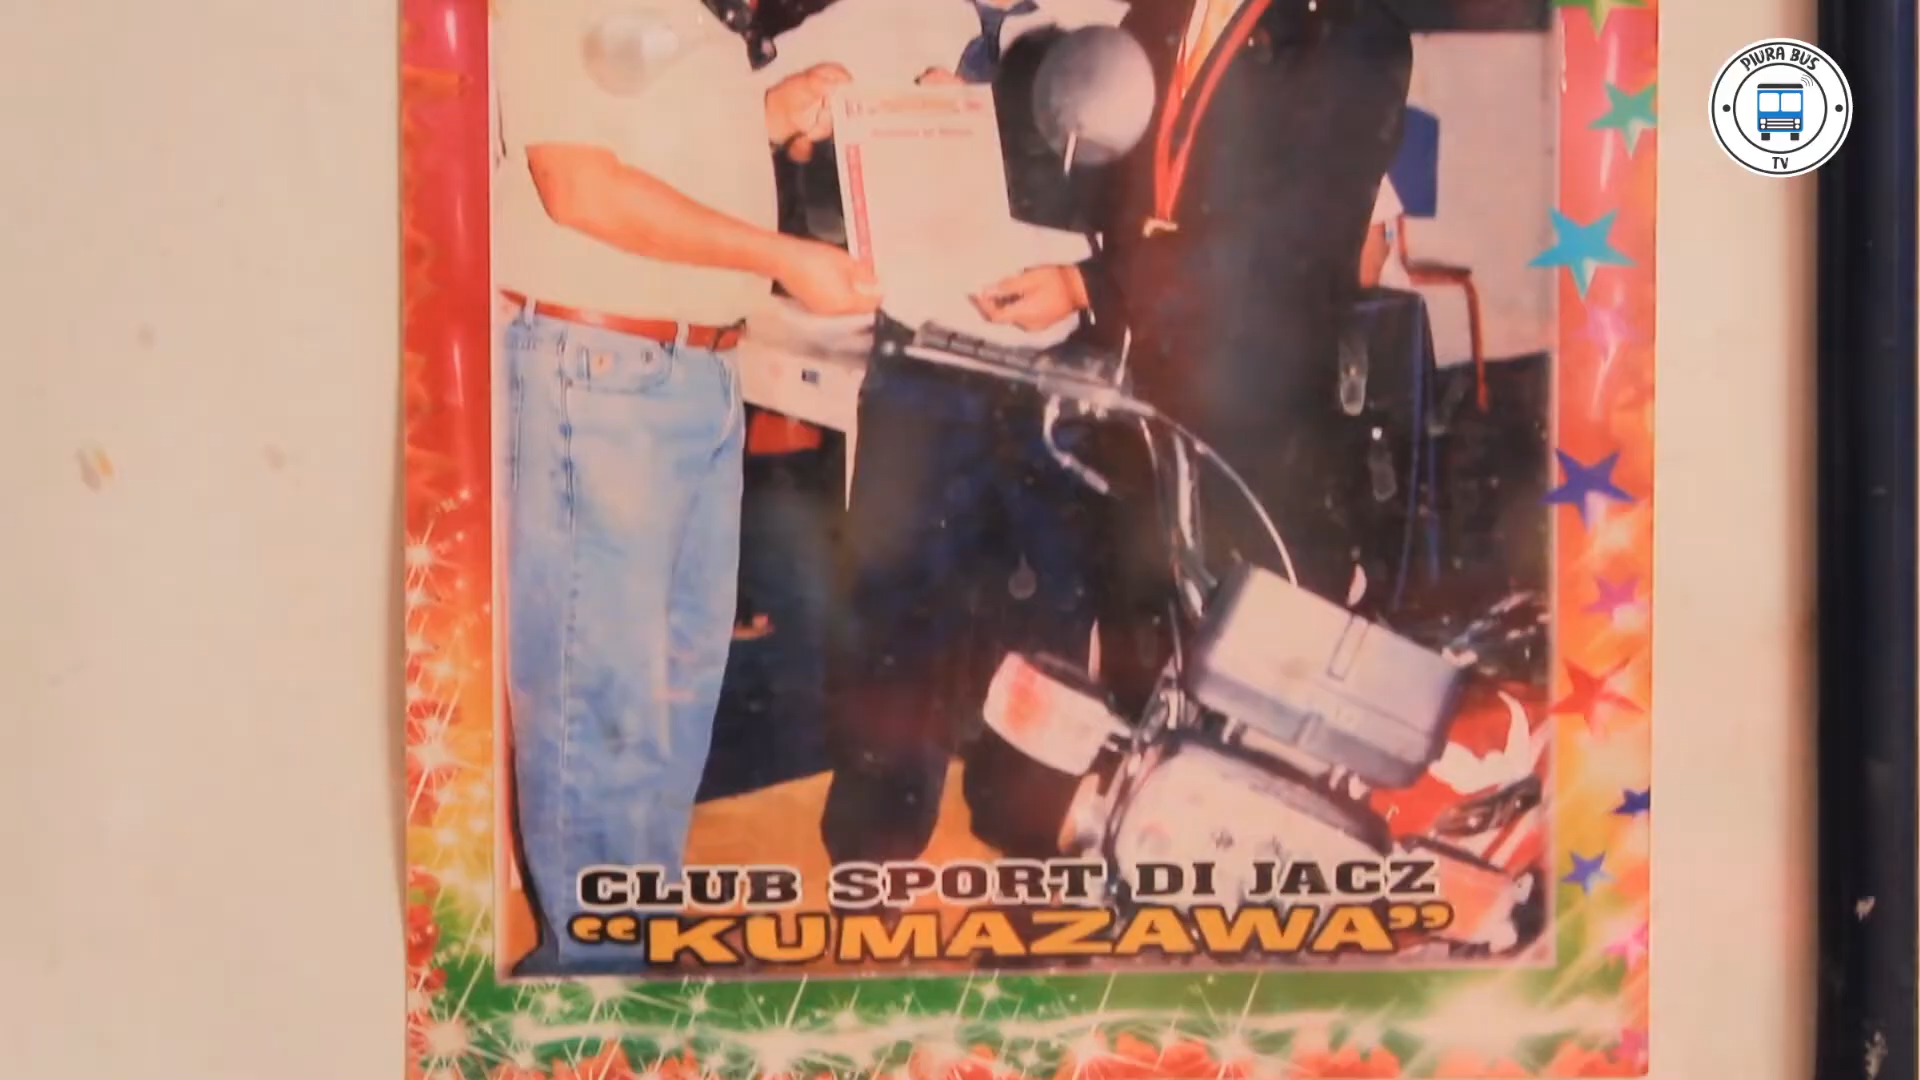 PIURA BUS
TV
CLUB SPORT DI JACZ
“KUMAZAWA”